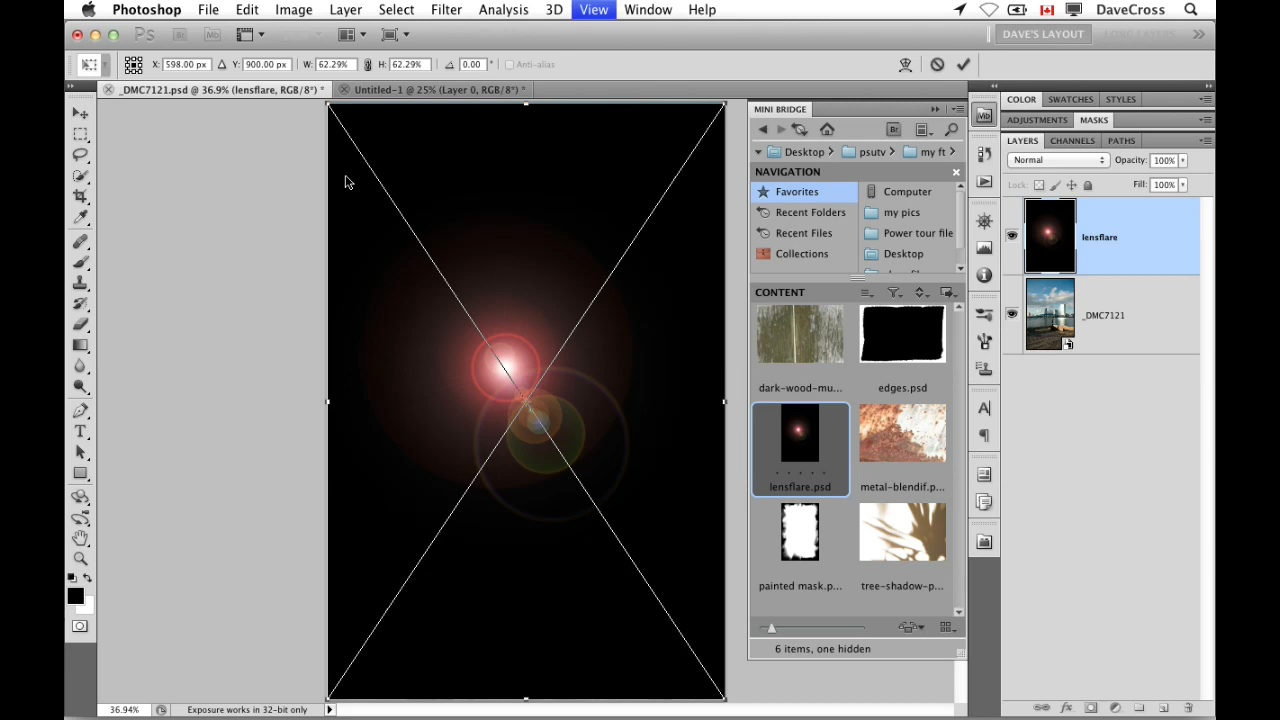 Photoshop File Edit Image Layer Select Filter Analysis 3D View Window Help DaveCross
Ps Br Mb DAVE'S LAYOUT
X: 598.00 px Y: 900.00 px W: 62.29% H: 62.29% 0.00 ° Anti-alias
_DMC7121.psd @ 36.9% (lensflare, RGB/8*) * Untitled-1 @ 25% (Layer 0, RGB/8*) *
MINI BRIDGE
Br
Desktop psutv my ft
NAVIGATION
Favorites Computer
Recent Folders my pics
Recent Files Power tour file
Collections Desktop
CONTENT
dark-wood-mu... edges.psd
lensflare.psd metal-blendif.p...
painted mask.p... tree-shadow-p...
6 items, one hidden
Mb
COLOR SWATCHES STYLES
ADJUSTMENTS MASKS
LAYERS CHANNELS PATHS
Normal Opacity: 100%
Lock: Fill: 100%
lensflare
_DMC7121
36.94% Exposure works in 32-bit only